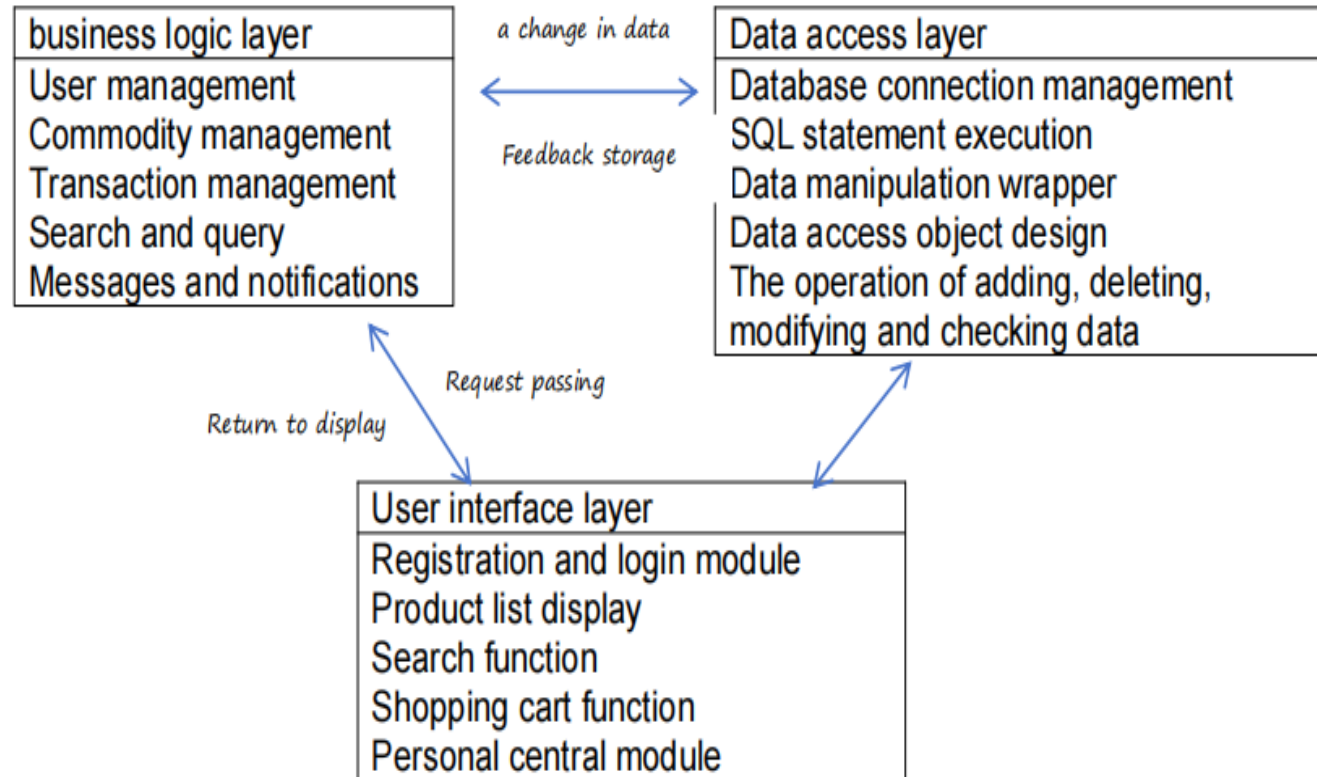 business logic layer
User management
Commodity management
Transaction management
Search and query
Messages and notifications
a change in data
Feedback storage
Data access layer
Database connection management
SQL statement execution
Data manipulation wrapper
Data access object design
The operation of adding, deleting,
modifying and checking data
Request passing
Return to display
User interface layer
Registration and login module
Product list display
Search function
Shopping cart function
Personal central module